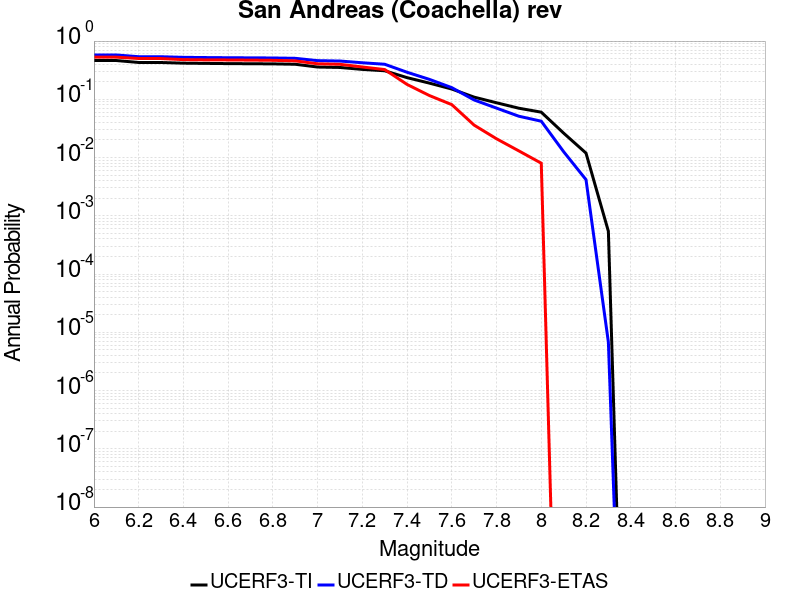 San Andreas (Coachella) rev
10^0
10^-1
10^-2
10^-3
10^-4
10^-5
10^-6
10^-7
10^-8
Annual Probability
6 6.2 6.4 6.6 6.8 7 7.2 7.4 7.6 7.8 8 8.2 8.4 8.6 8.8 9
Magnitude
UCERF3-TI UCERF3-TD UCERF3-ETAS